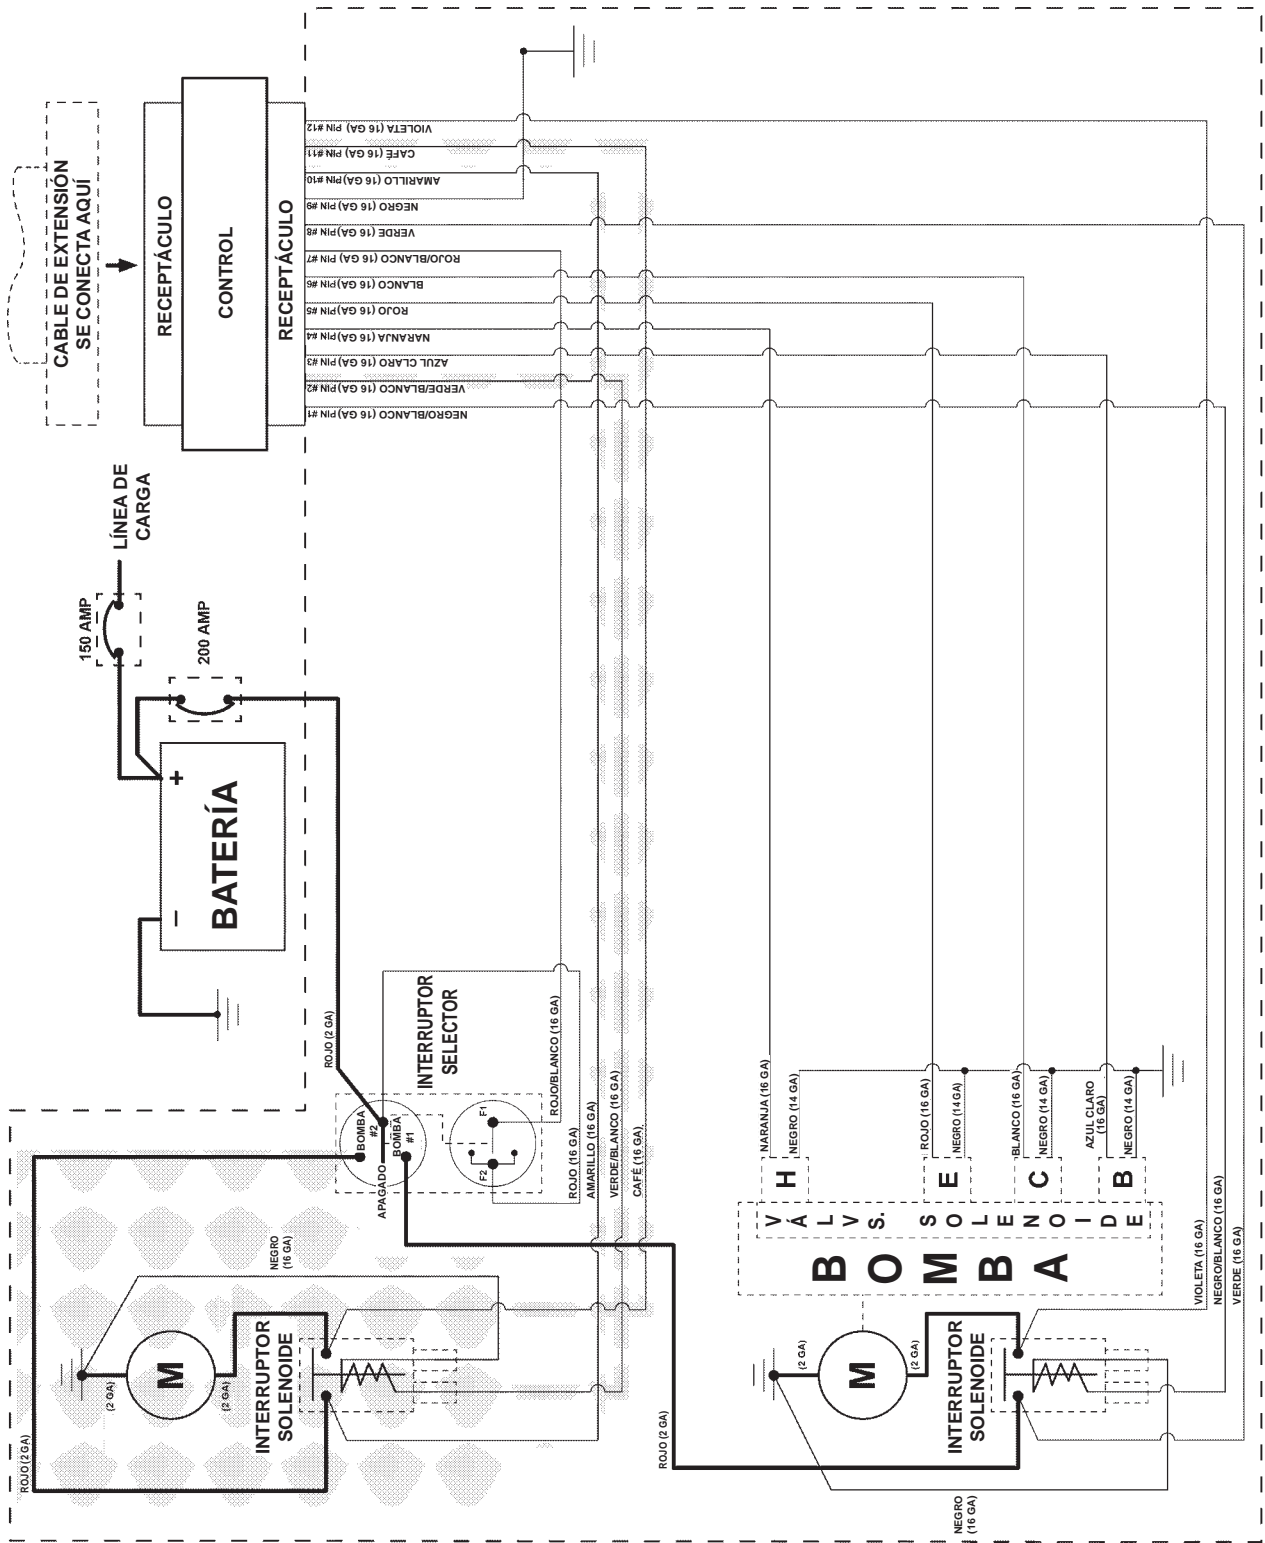 CABLE DE EXTENSIÓN
SE CONECTA AQUÍ
RECEPTÁCULO
CONTROL
RECEPTÁCULO
VIOLETA (16 GA) PIN #12
CAFÉ (16 GA) PIN #11
AMARILLO (16 GA) PIN #10
NEGRO (16 GA) PIN #9
VERDE (16 GA) PIN #8
ROJO/BLANCO (16 GA) PIN #7
BLANCO (16 GA) PIN #6
ROJO (16 GA) PIN #5
NARANJA (16 GA) PIN #4
AZUL CLARO (16 GA) PIN #3
VERDE/BLANCO (16 GA) PIN #2
NEGRO/BLANCO (16 GA) PIN #1
LÍNEA DE
CARGA
150 AMP
200 AMP
BATERÍA
+
–
ROJO (2 GA)
INTERRUPTOR
SELECTOR
BOMBA
#2
BOMBA
#1
APAGADO
F1
F2
ROJO/BLANCO (16 GA)
ROJO (16 GA)
AMARILLO (16 GA)
VERDE/BLANCO (16 GA)
CAFÉ (16 GA)
NEGRO
(16 GA)
M
(2 GA)
(2 GA)
INTERRUPTOR
SOLENOIDE
ROJO (2 GA)
NARANJA (16 GA)
NEGRO (14 GA)
ROJO (16 GA)
NEGRO (14 GA)
BLANCO (16 GA)
NEGRO (14 GA)
AZUL CLARO
(16 GA)
NEGRO (14 GA)
H
E
C
B
VÁLVS. SOLENOIDE
BOMBA
VIOLETA (16 GA)
NEGRO/BLANCO (16 GA)
VERDE (16 GA)
M
(2 GA)
(2 GA)
INTERRUPTOR
SOLENOIDE
ROJO (2 GA)
NEGRO
(16 GA)